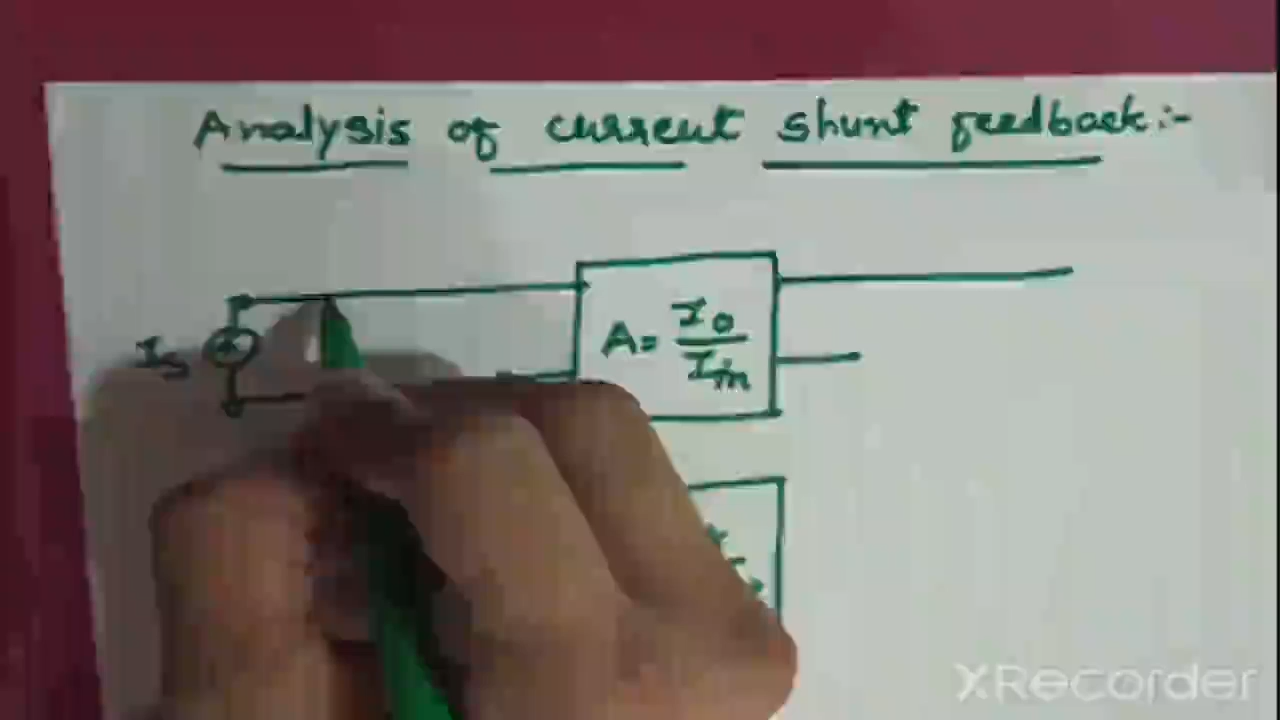 Analysis of current shunt feedback:-
Is
A = Io / Iin
XRecorder